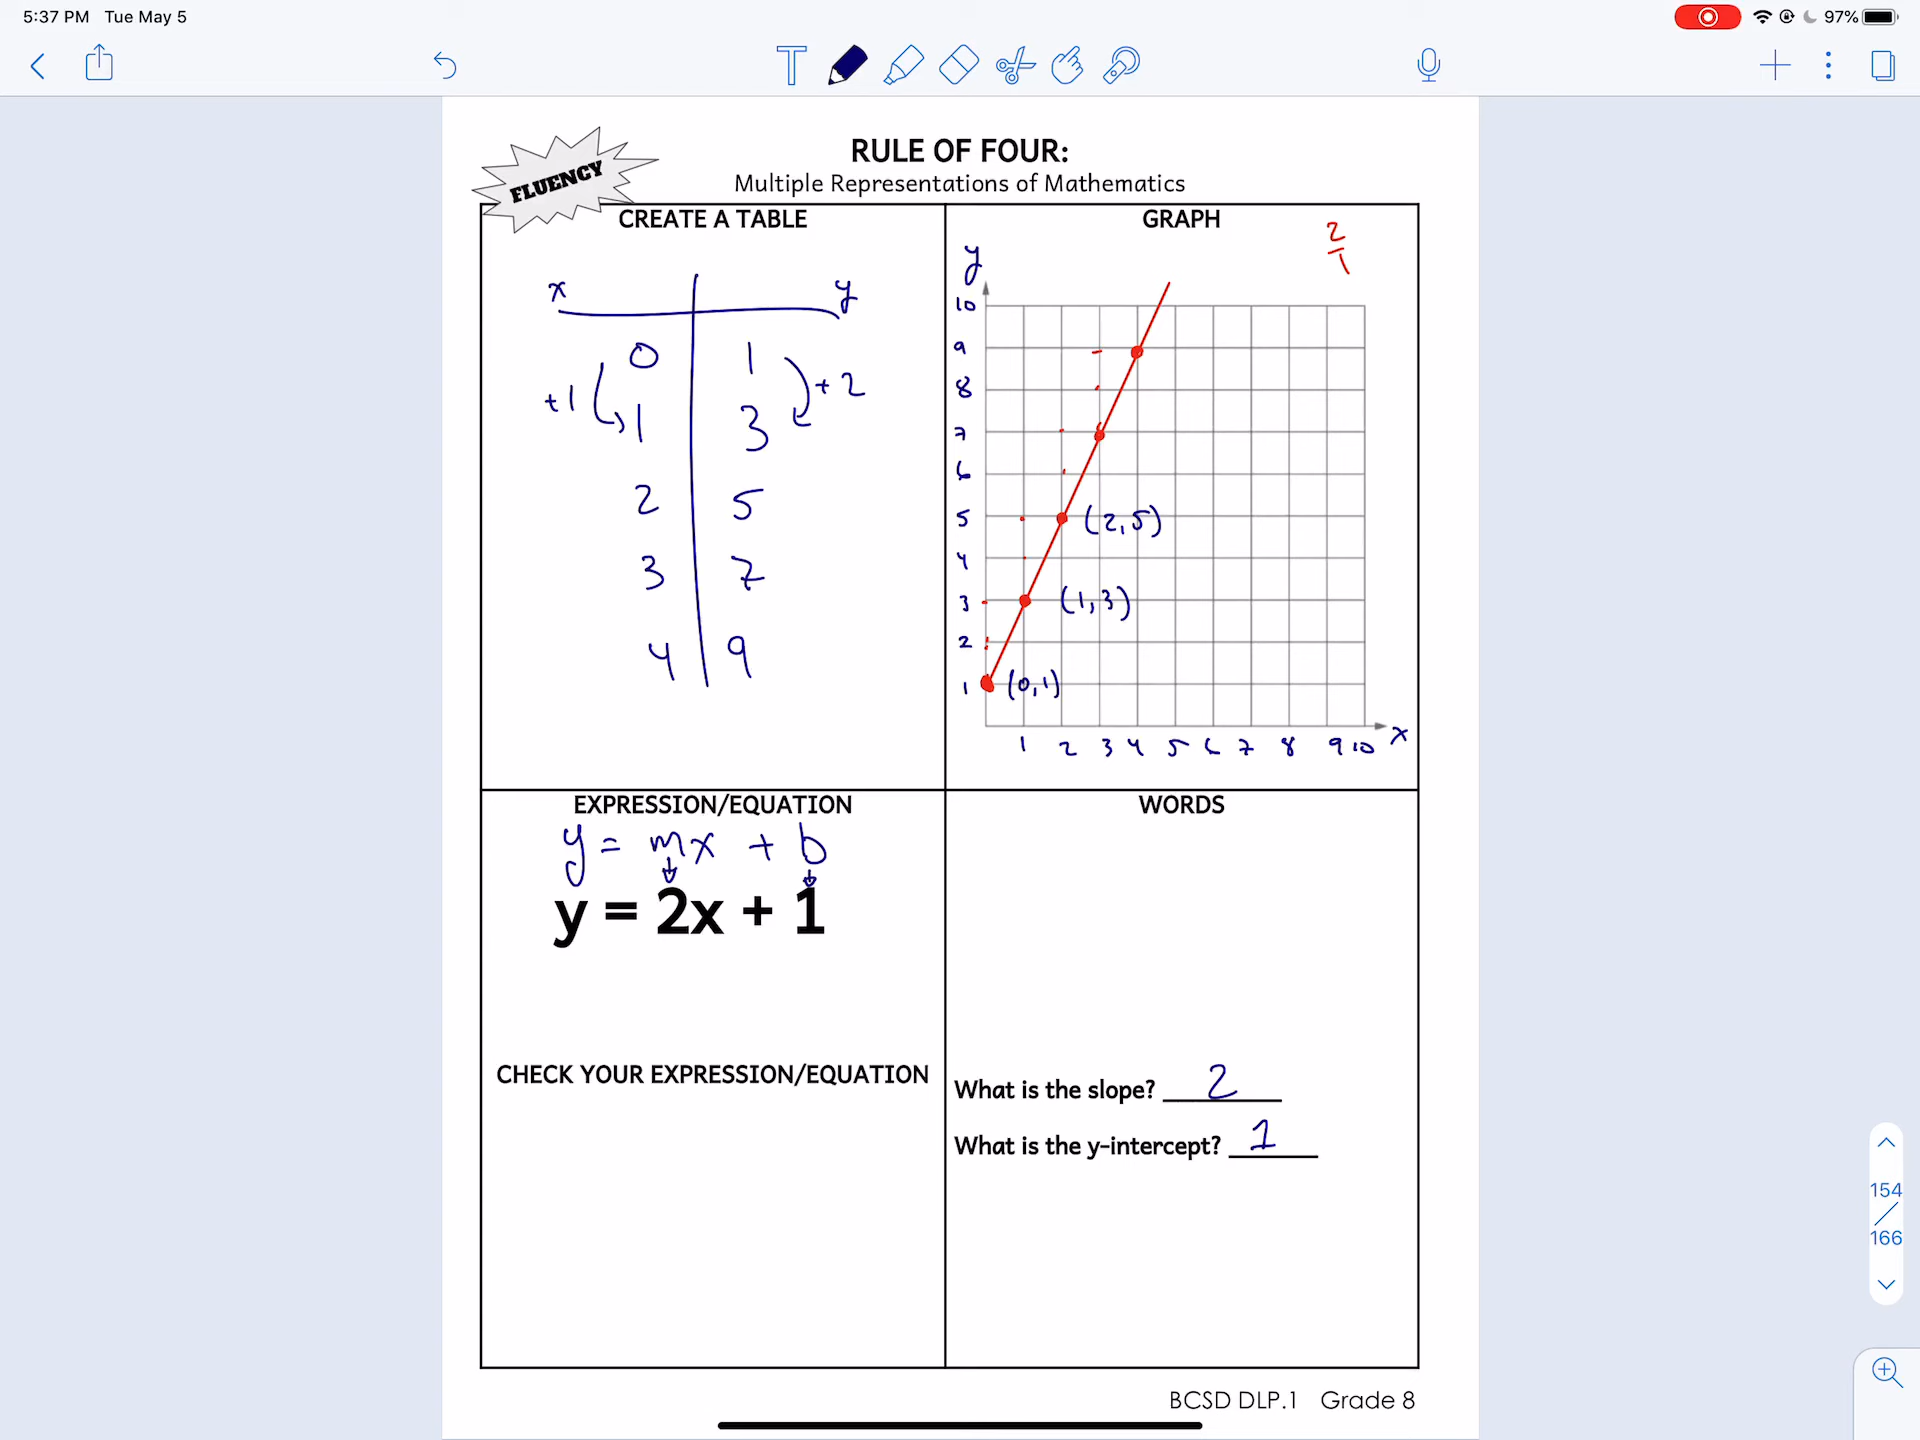 5:37 PM Tue May 5
97%
T
FLUENCY
RULE OF FOUR:
Multiple Representations of Mathematics
CREATE A TABLE
x y
0 1
+1 +2
1 3
2 5
3 7
4 9
GRAPH
2/1
y
10
9
8
7
6
5 (2,5)
4
3 (1,3)
2
1 (0,1)
1 2 3 4 5 6 7 8 9 10 x
EXPRESSION/EQUATION
y = mx + b
y = 2x + 1
CHECK YOUR EXPRESSION/EQUATION
WORDS
What is the slope? 2
What is the y-intercept? 1
154
/
166
BCSD DLP.1 Grade 8